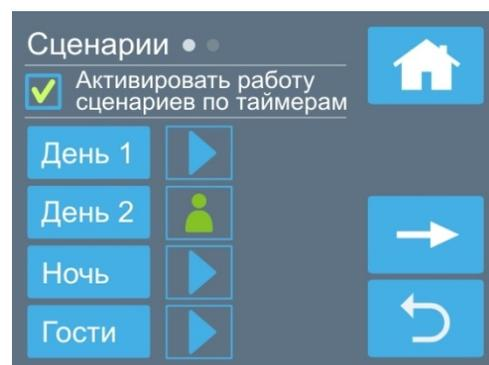 Сценарии
Активировать работу
сценариев по таймерам
День 1
День 2
Ночь
Гости